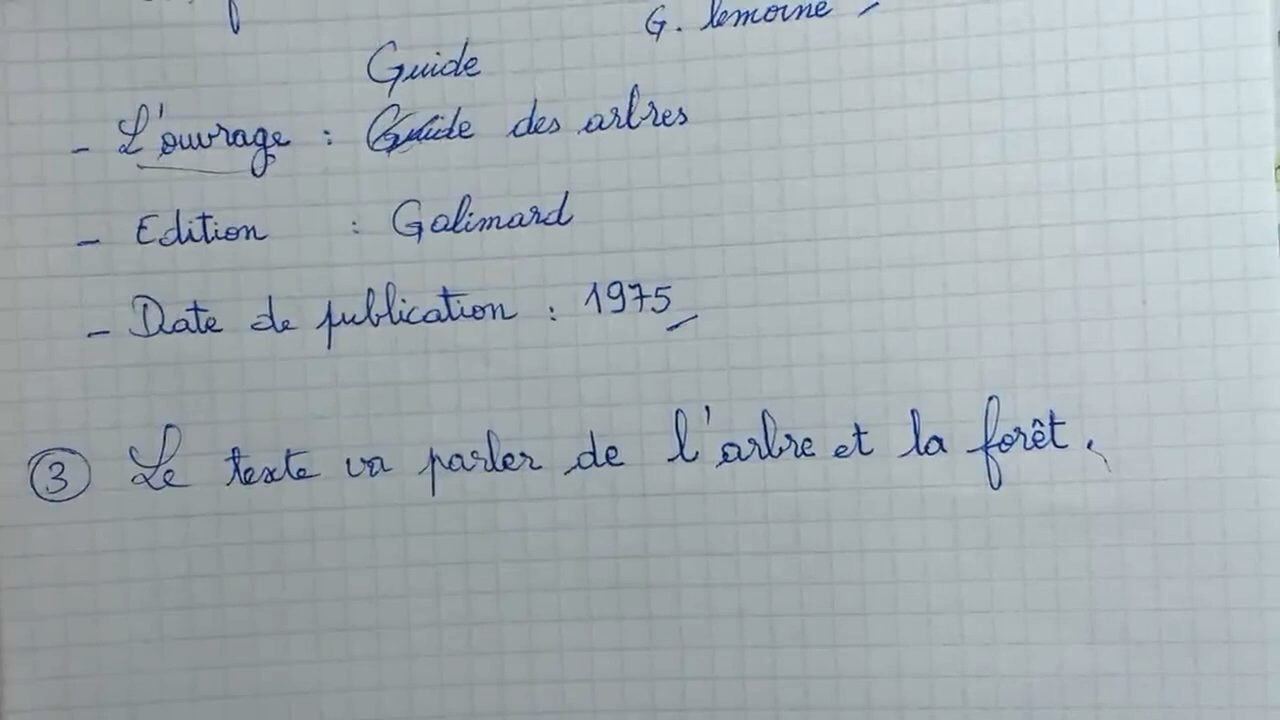 G. lemoine
Guide
- L'ouvrage : Guide des arbres
- Edition : Galimard
- Date de publication : 1975
③ Le texte va parler de l'arbre et la forêt.